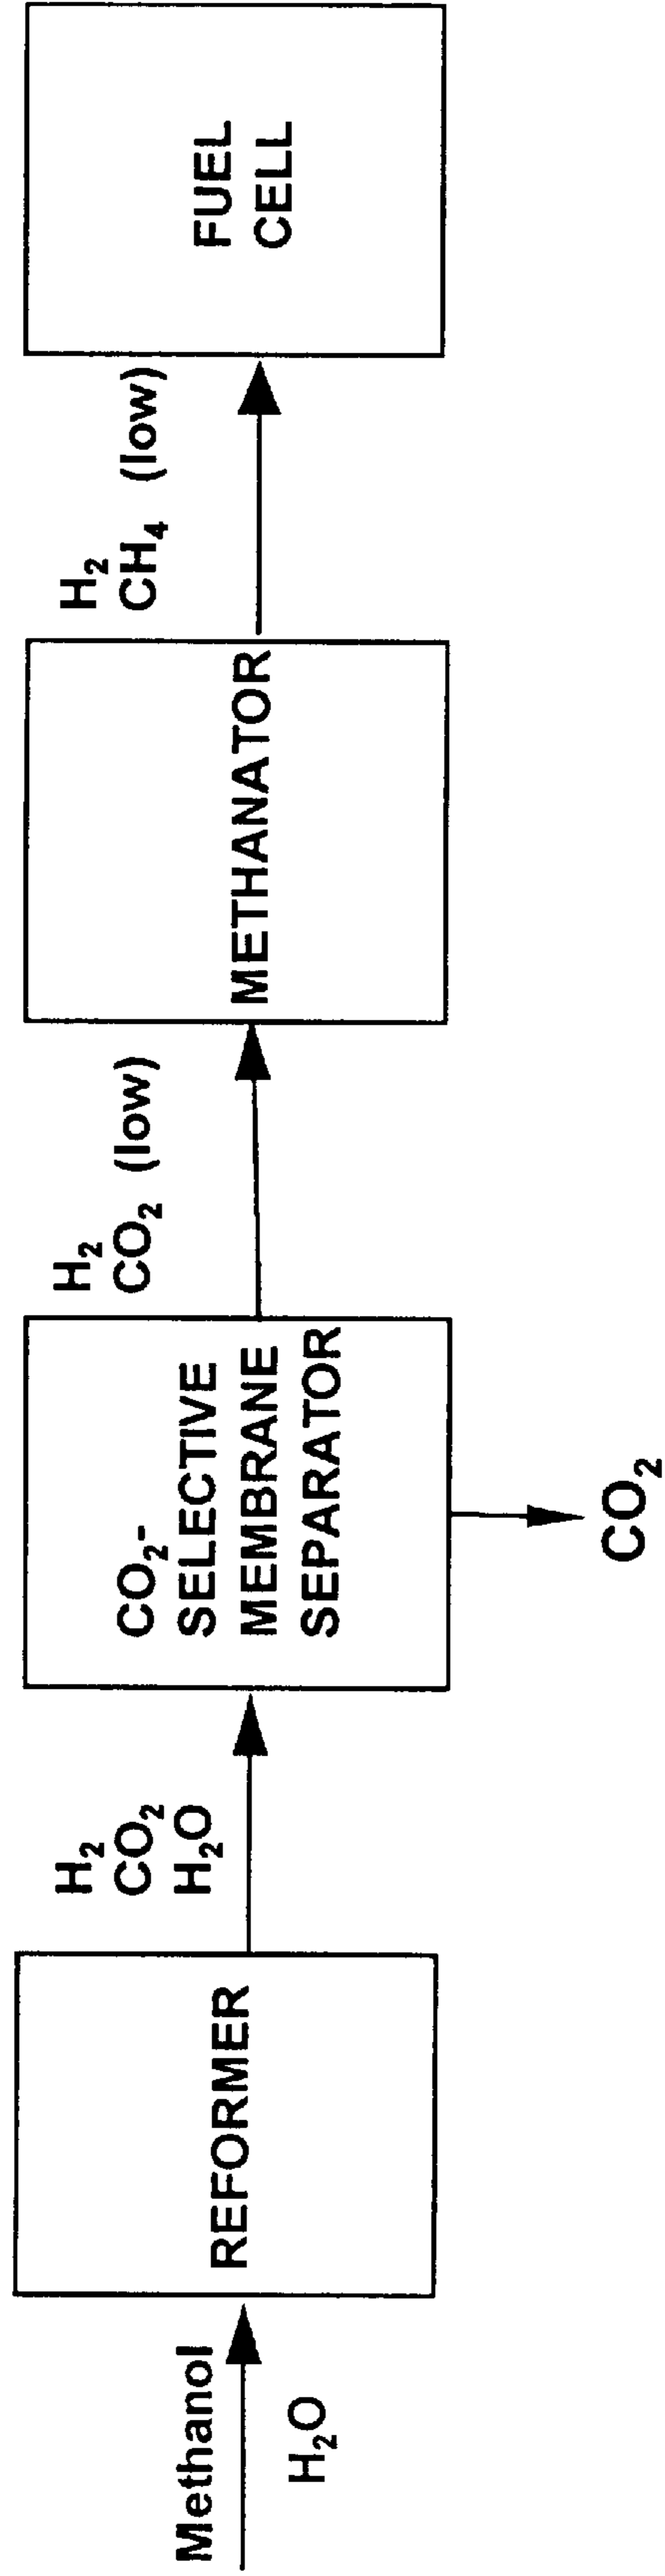 Methanol
H₂O
REFORMER
H₂
CO₂
H₂O
CO₂-
SELECTIVE
MEMBRANE
SEPARATOR
CO₂
H₂
CO₂ (low)
METHANATOR
H₂
CH₄ (low)
FUEL
CELL